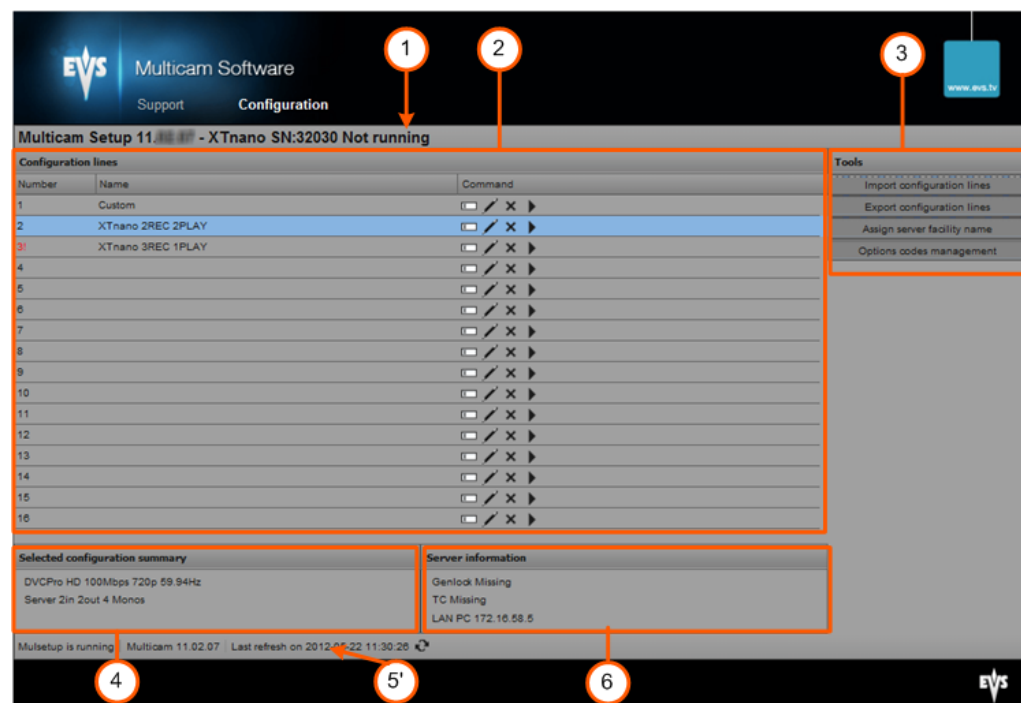 1
2
3
EVS
Multicam Software
www.evs.tv
Support Configuration
Multicam Setup 11. - XTnano SN:32030 Not running
Configuration lines
Tools
Number Name Command
Import configuration lines
Export configuration lines
Assign server facility name
Options codes management
1 Custom
2 XTnano 2REC 2PLAY
3! XTnano 3REC 1PLAY
4
5
6
7
8
9
10
11
12
13
14
15
16
Selected configuration summary
DVCPro HD 100Mbps 720p 59.94Hz
Server 2in 2out 4 Monos
Server information
Genlock Missing
TC Missing
LAN PC 172.16.58.5
Mulsetup is running Multicam 11.02.07 Last refresh on 2012-05-22 11:30:26
4
5'
6
EVS